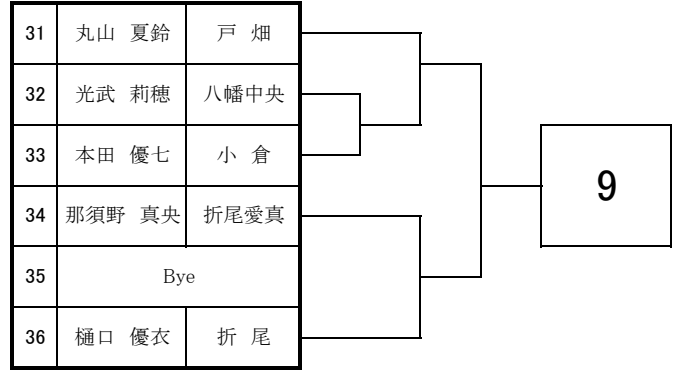 31 丸山 夏鈴 戸 畑
32 光武 莉穂 八幡中央
33 本田 優七 小 倉
9
34 那須野 真央 折尾愛真
35 Bye
36 樋口 優衣 折 尾